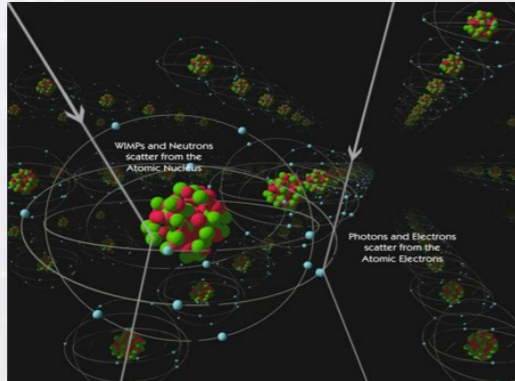 WIMPs and Neutrons
scatter from the
Atomic Nucleus
Photons and Electrons
scatter from the
Atomic Electrons